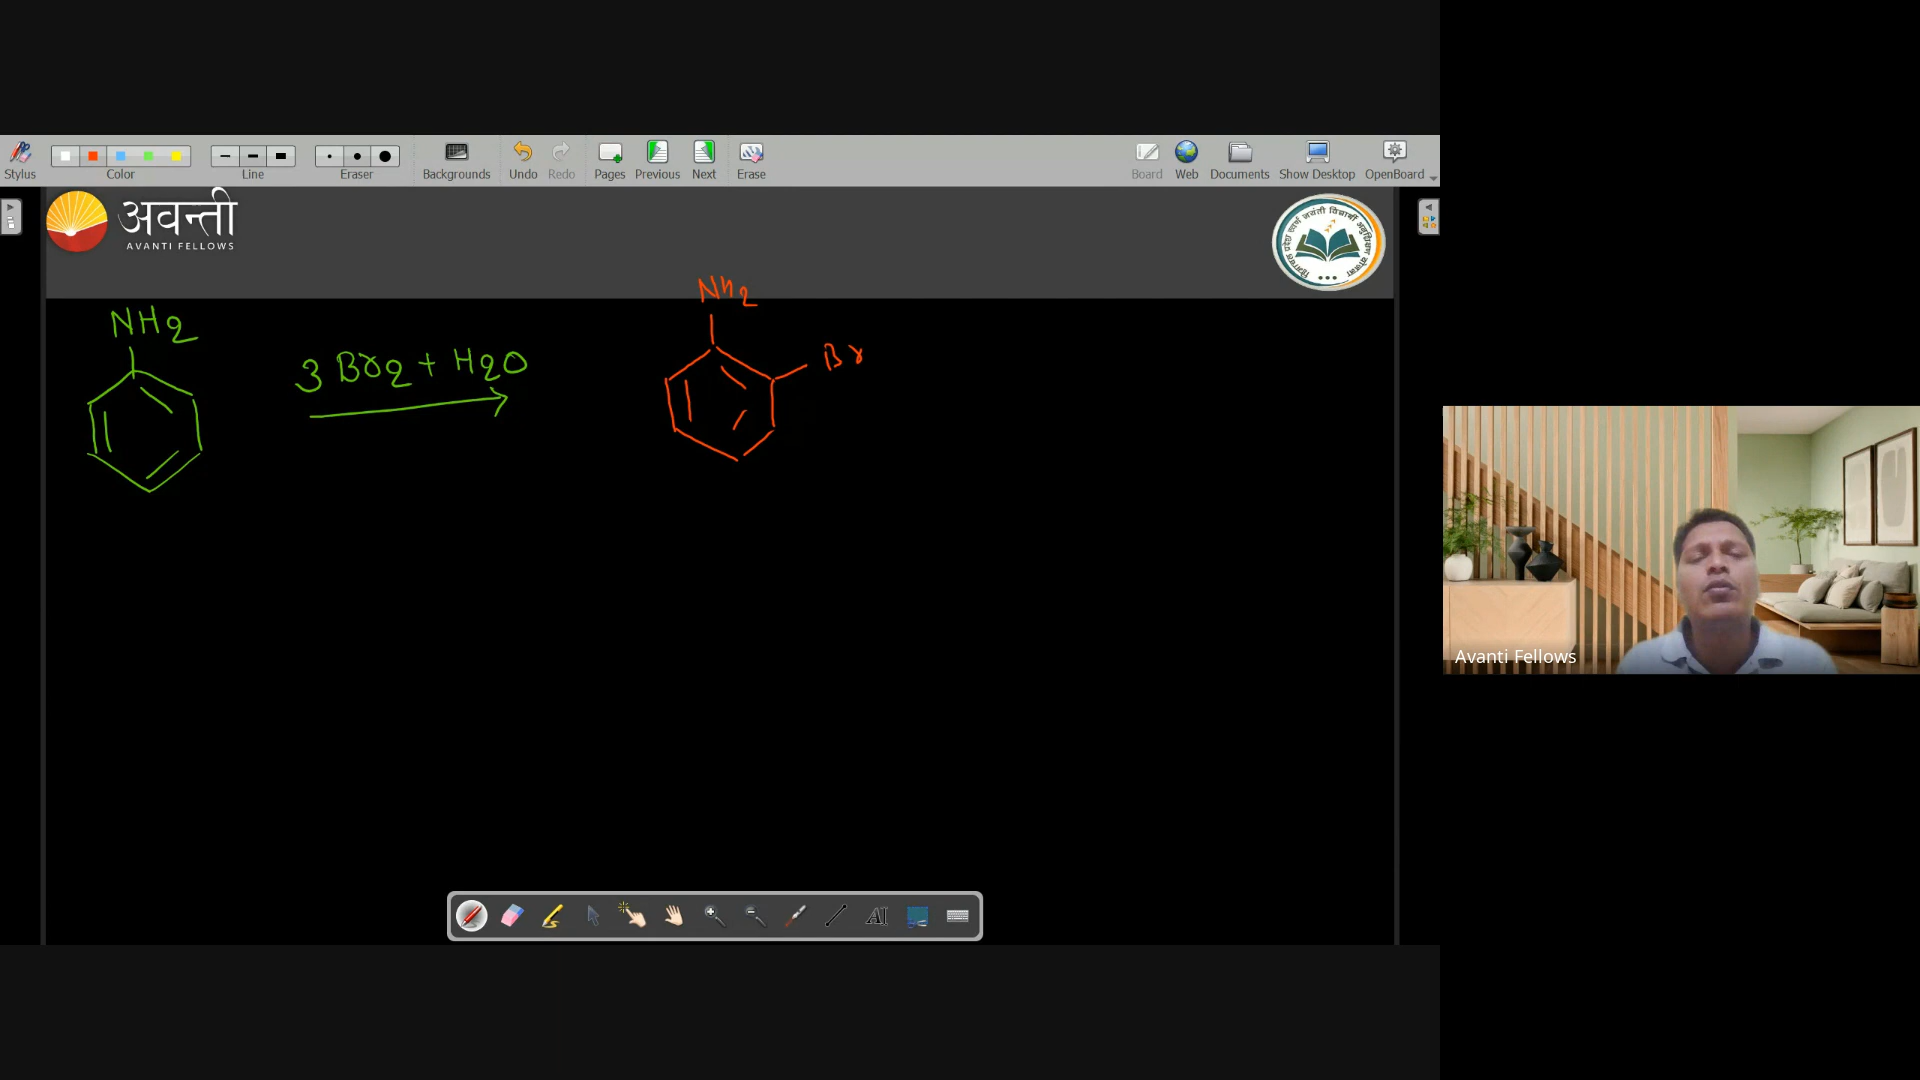 Stylus Color Line Eraser Backgrounds Undo Redo Pages Previous Next Erase Board Web Documents Show Desktop OpenBoard
अवन्ती
AVANTI FELLOWS
NH2
3 Br2 + H2O
NH2
Br
Avanti Fellows